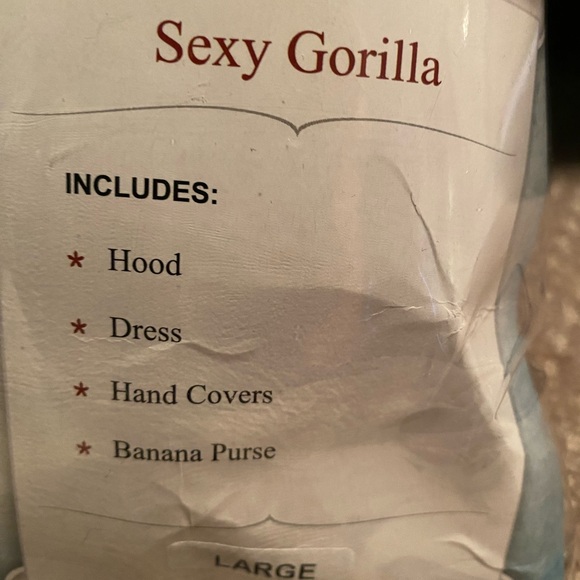 Sexy Gorilla
INCLUDES:
* Hood
* Dress
* Hand Covers
* Banana Purse
LARGE